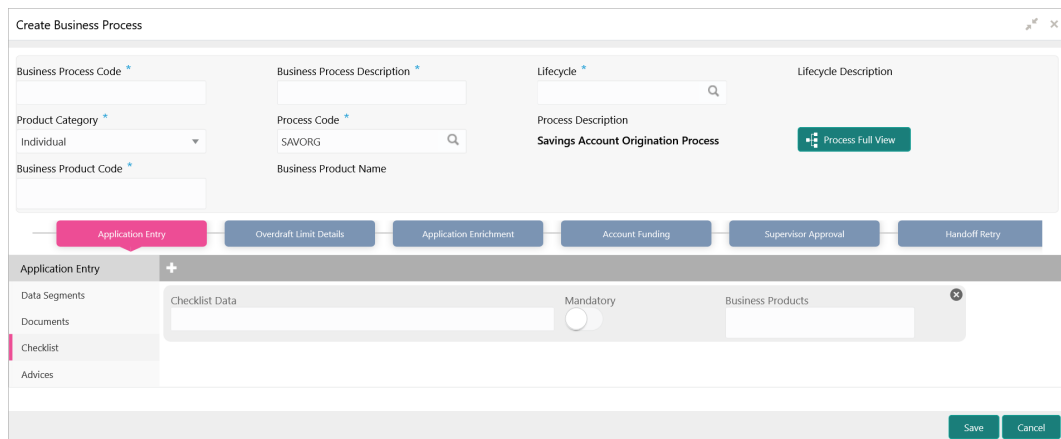 Create Business Process
Business Process Code *
Business Process Description *
Lifecycle *
Lifecycle Description
Product Category *
Process Code *
Process Description
Individual
SAVORG
Savings Account Origination Process
Process Full View
Business Product Code *
Business Product Name
Application Entry
Overdraft Limit Details
Application Enrichment
Account Funding
Supervisor Approval
Handoff Retry
Application Entry
Data Segments
Documents
Checklist
Advices
Checklist Data
Mandatory
Business Products
Save
Cancel